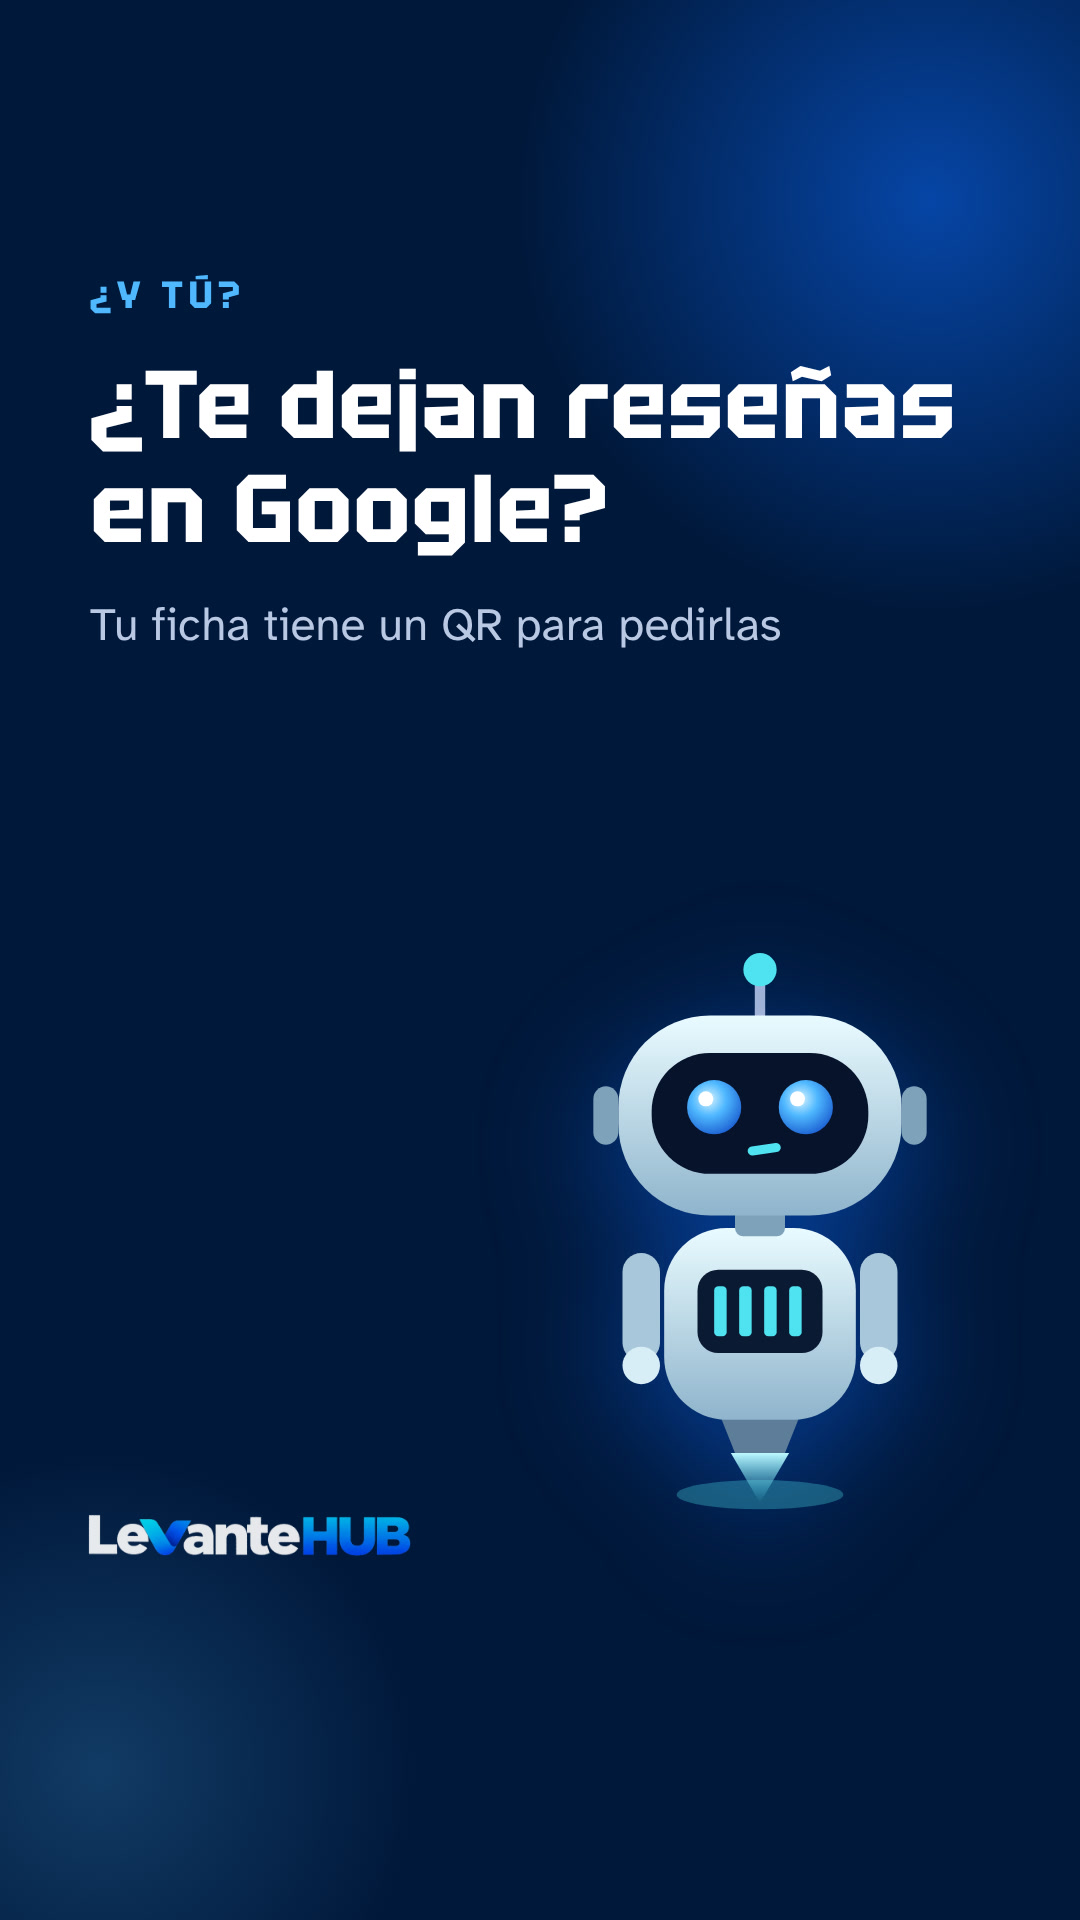 ¿Y TÚ?
¿Te dejan reseñas
en Google?
Tu ficha tiene un QR para pedirlas
LevanteHUB